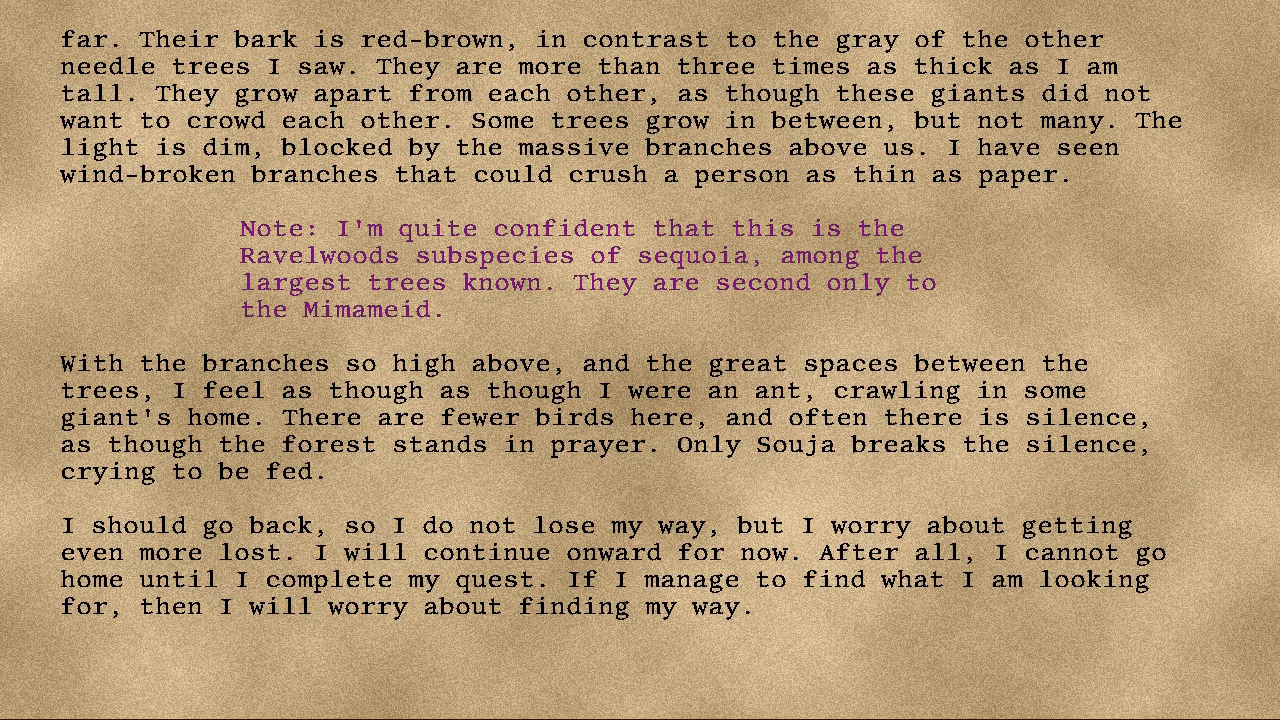 far. Their bark is red-brown, in contrast to the gray of the other
needle trees I saw. They are more than three times as thick as I am
tall. They grow apart from each other, as though these giants did not
want to crowd each other. Some trees grow in between, but not many. The
light is dim, blocked by the massive branches above us. I have seen
wind-broken branches that could crush a person as thin as paper.
Note: I'm quite confident that this is the
Ravelwoods subspecies of sequoia, among the
largest trees known. They are second only to
the Mimameid.
With the branches so high above, and the great spaces between the
trees, I feel as though as though I were an ant, crawling in some
giant's home. There are fewer birds here, and often there is silence,
as though the forest stands in prayer. Only Souja breaks the silence,
crying to be fed.
I should go back, so I do not lose my way, but I worry about getting
even more lost. I will continue onward for now. After all, I cannot go
home until I complete my quest. If I manage to find what I am looking
for, then I will worry about finding my way.